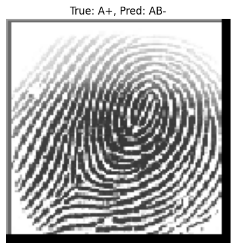 True: A+, Pred: AB-